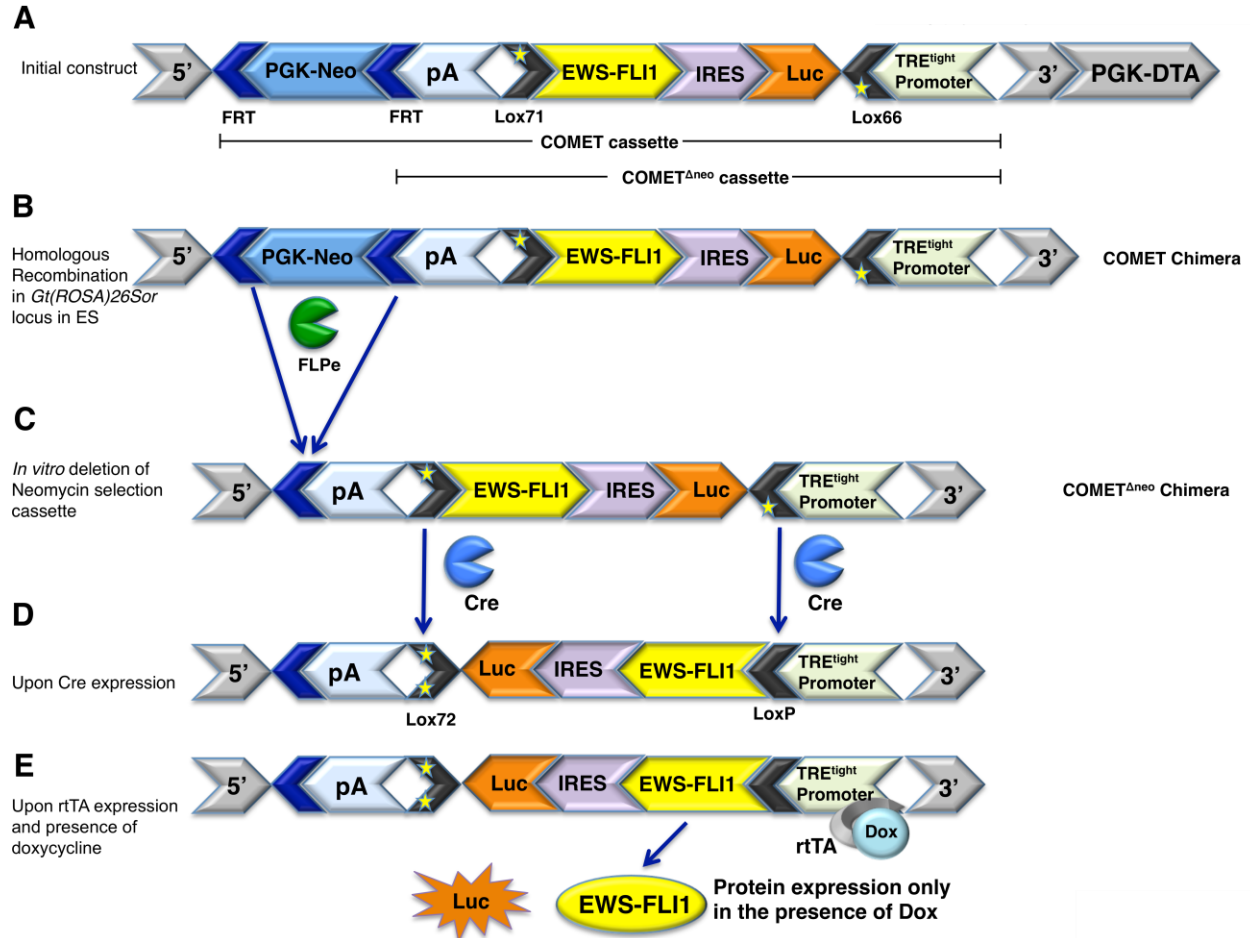 A
Initial construct
5’
PGK-Neo
pA
EWS-FLI1
IRES
Luc
TREtight
Promoter
3’
PGK-DTA
FRT
FRT
Lox71
Lox66
COMET cassette
COMETΔneo cassette
B
Homologous
Recombination
in Gt(ROSA)26Sor
locus in ES
5’
PGK-Neo
pA
EWS-FLI1
IRES
Luc
TREtight
Promoter
3’
COMET Chimera
FLPe
C
In vitro deletion of
Neomycin selection
cassette
5’
pA
EWS-FLI1
IRES
Luc
TREtight
Promoter
3’
COMETΔneo Chimera
Cre
Cre
D
Upon Cre expression
5’
pA
Luc
IRES
EWS-FLI1
TREtight
Promoter
3’
Lox72
LoxP
E
Upon rtTA expression
and presence of
doxycycline
5’
pA
Luc
IRES
EWS-FLI1
TREtight
Promoter
3’
rtTA
Dox
Luc
EWS-FLI1
Protein expression only
in the presence of Dox